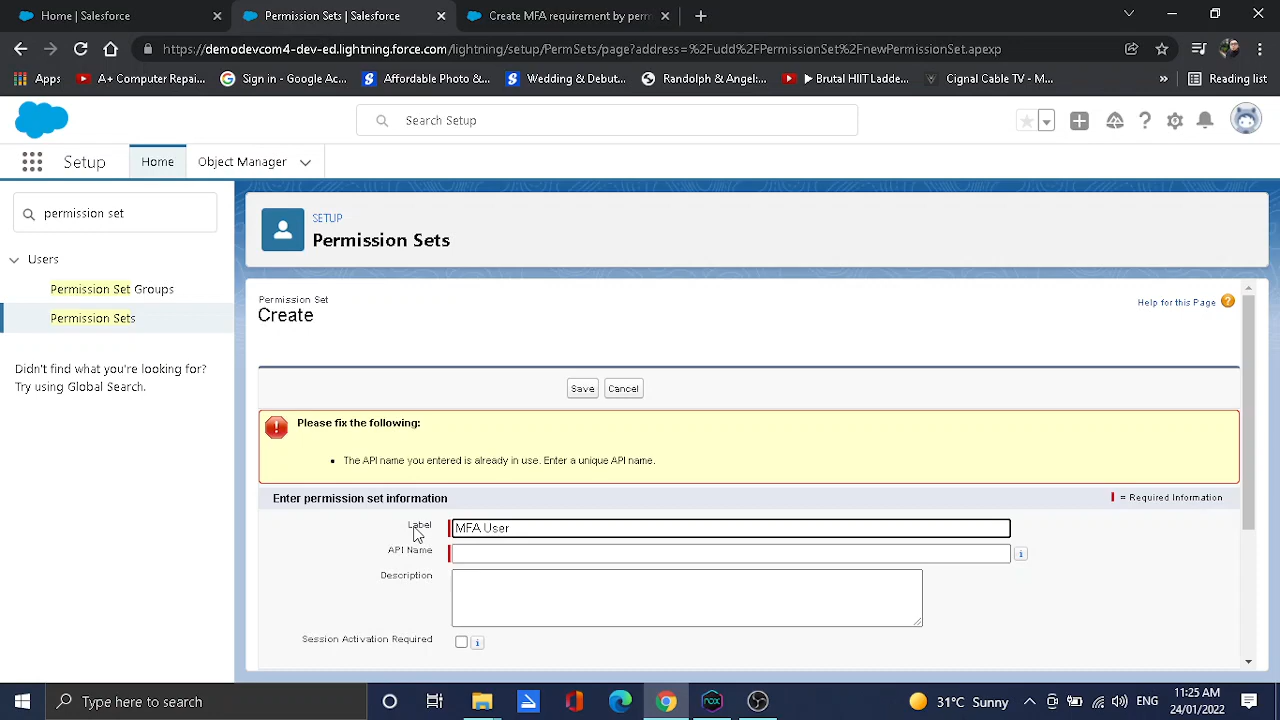 Home | Salesforce
Permission Sets | Salesforce
Create MFA requirement by perm
https://demodevcom4-dev-ed.lightning.force.com/lightning/setup/PermSets/page?address=%2Fudd%2FPermissionSet%2FnewPermissionSet.apexp
Apps
A+ Computer Repai...
Sign in - Google Ac...
Affordable Photo &...
Wedding & Debut...
Randolph & Angel...
Brutal HIIT Ladde...
Cignal Cable TV - M...
»
Reading list
Search Setup
Setup
Home
Object Manager
permission set
Users
Permission Set Groups
Permission Sets
Didn't find what you're looking for?
Try using Global Search.
SETUP
Permission Sets
Permission Set
Create
Help for this Page
Save
Cancel
Please fix the following:
• The API name you entered is already in use. Enter a unique API name.
Enter permission set information
= Required Information
Label
MFA User
API Name
Description
Session Activation Required
Type here to search
nox
31°C Sunny
ENG
11:25 AM
24/01/2022